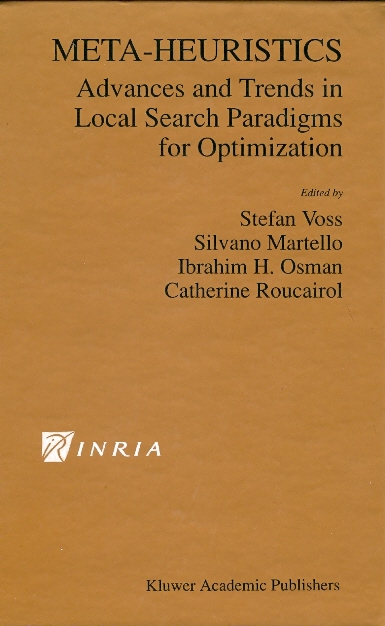 META-HEURISTICS
Advances and Trends in
Local Search Paradigms
for Optimization
Edited by
Stefan Voss
Silvano Martello
Ibrahim H. Osman
Catherine Roucairol
INRIA
Kluwer Academic Publishers